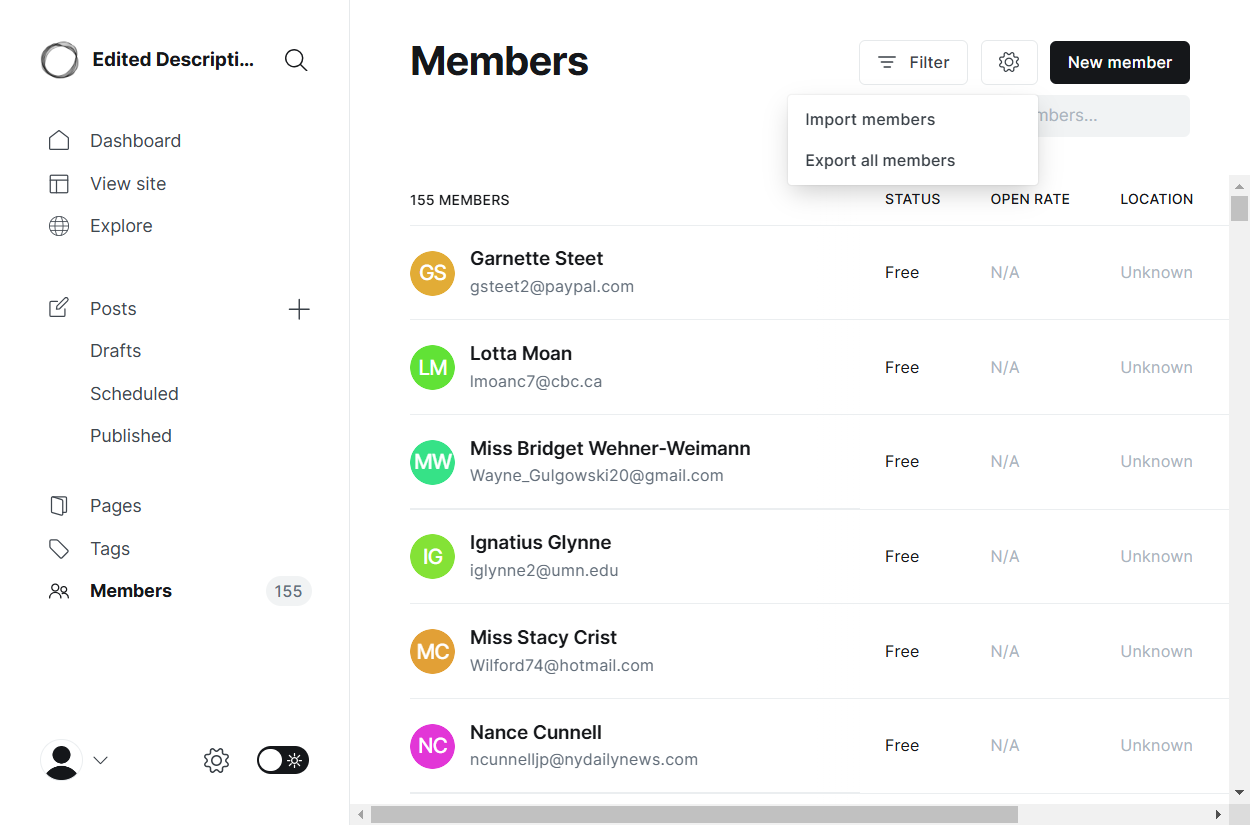 Edited Descripti...
Dashboard
View site
Explore
Posts
Drafts
Scheduled
Published
Pages
Tags
Members
155
Members
Filter
New member
Import members
Export all members
155 MEMBERS
STATUS
OPEN RATE
LOCATION
GS
Garnette Steet
gsteet2@paypal.com
Free
N/A
Unknown
LM
Lotta Moan
lmoanc7@cbc.ca
Free
N/A
Unknown
MW
Miss Bridget Wehner-Weimann
Wayne_Gulgowski20@gmail.com
Free
N/A
Unknown
IG
Ignatius Glynne
iglynne2@umn.edu
Free
N/A
Unknown
MC
Miss Stacy Crist
Wilford74@hotmail.com
Free
N/A
Unknown
NC
Nance Cunnell
ncunnelljp@nydailynews.com
Free
N/A
Unknown